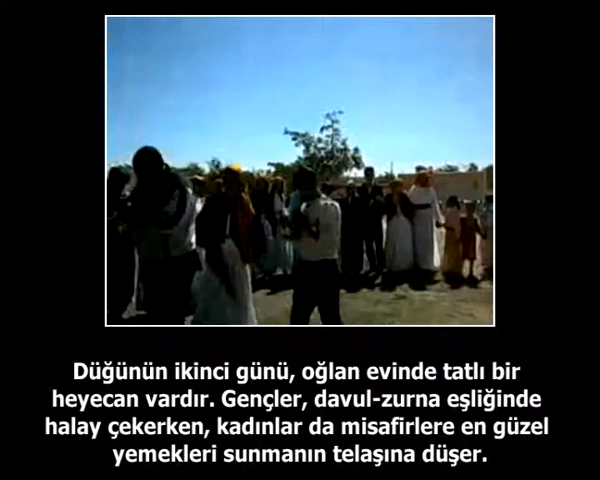 Düğünün ikinci günü, oğlan evinde tatlı bir
heyecan vardır. Gençler, davul-zurna eşliğinde
halay çekerken, kadınlar da misafirlere en güzel
yemekleri sunmanın telaşına düşer.